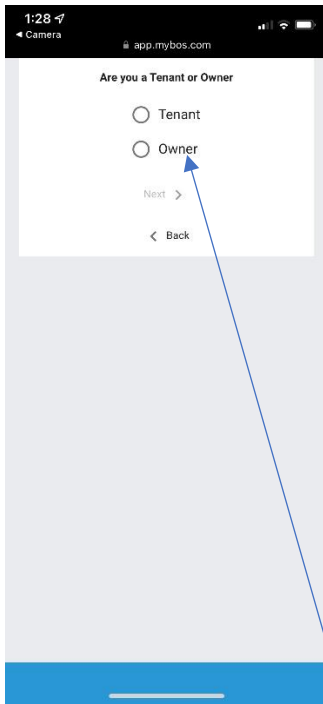 1:28
Camera
app.mybos.com
Are you a Tenant or Owner
Tenant
Owner
Next
Back